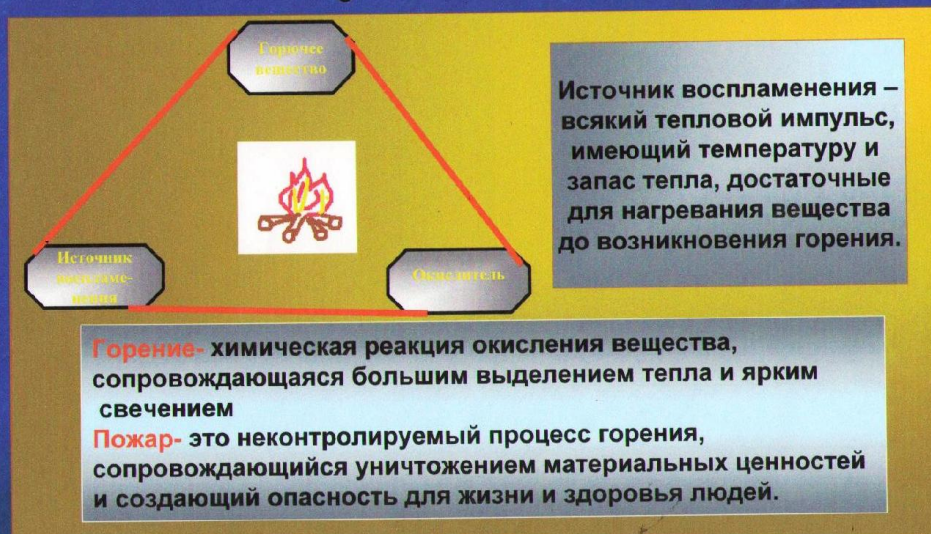 Горючее
вещество
Источник воспламенения –
всякий тепловой импульс,
имеющий температуру и
запас тепла, достаточные
для нагревания вещества
до возникновения горения.
Источник
воспламе-
нения
Окислитель
Горение- химическая реакция окисления вещества,
сопровождающаяся большим выделением тепла и ярким
свечением
Пожар- это неконтролируемый процесс горения,
сопровождающийся уничтожением материальных ценностей
и создающий опасность для жизни и здоровья людей.